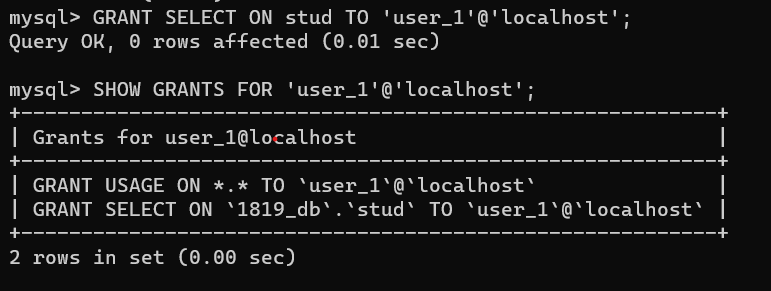 mysql> GRANT SELECT ON stud TO 'user_1'@'localhost';
Query OK, 0 rows affected (0.01 sec)
mysql> SHOW GRANTS FOR 'user_1'@'localhost';
+-----------------------------------------------------------+
| Grants for user_1@localhost                               |
+-----------------------------------------------------------+
| GRANT USAGE ON *.* TO `user_1`@`localhost`                |
| GRANT SELECT ON `1819_db`.`stud` TO `user_1`@`localhost` |
+-----------------------------------------------------------+
2 rows in set (0.00 sec)